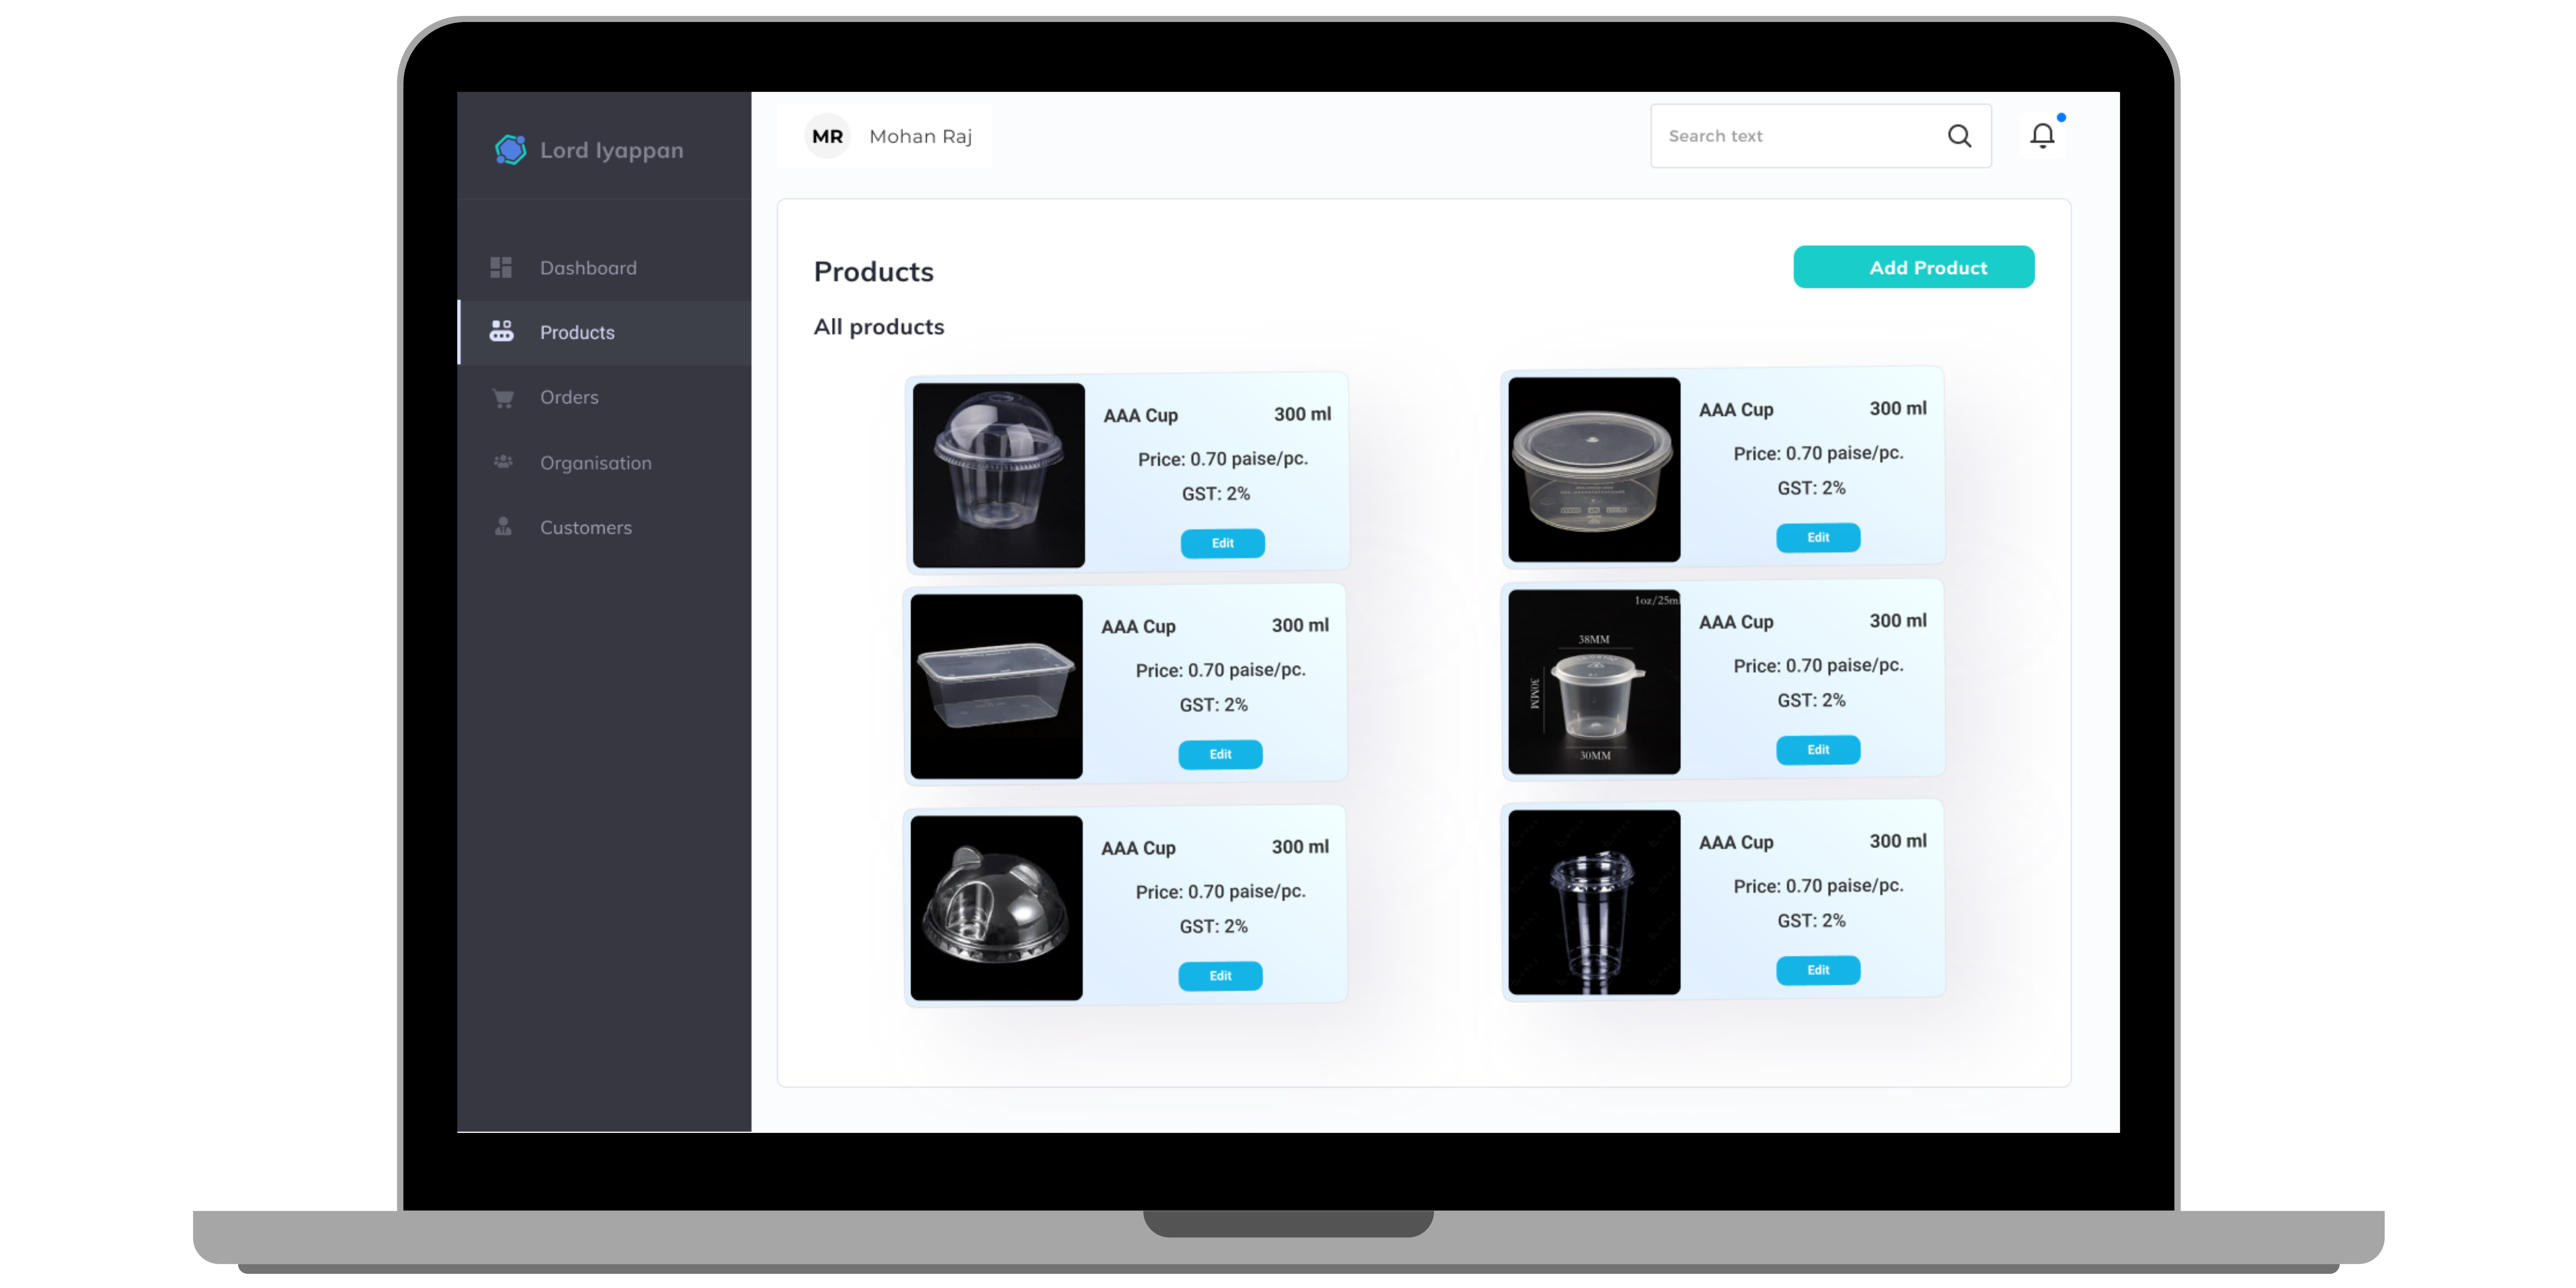 Lord Iyappan
Dashboard
Products
Orders
Organisation
Customers
MR Mohan Raj
Search text
Products
Add Product
All products
AAA Cup 300 ml
Price: 0.70 paise/pc.
GST: 2%
Edit
AAA Cup 300 ml
Price: 0.70 paise/pc.
GST: 2%
Edit
AAA Cup 300 ml
Price: 0.70 paise/pc.
GST: 2%
Edit
1oz/25ml
38MM
30MM
30MM
AAA Cup 300 ml
Price: 0.70 paise/pc.
GST: 2%
Edit
AAA Cup 300 ml
Price: 0.70 paise/pc.
GST: 2%
Edit
AAA Cup 300 ml
Price: 0.70 paise/pc.
GST: 2%
Edit